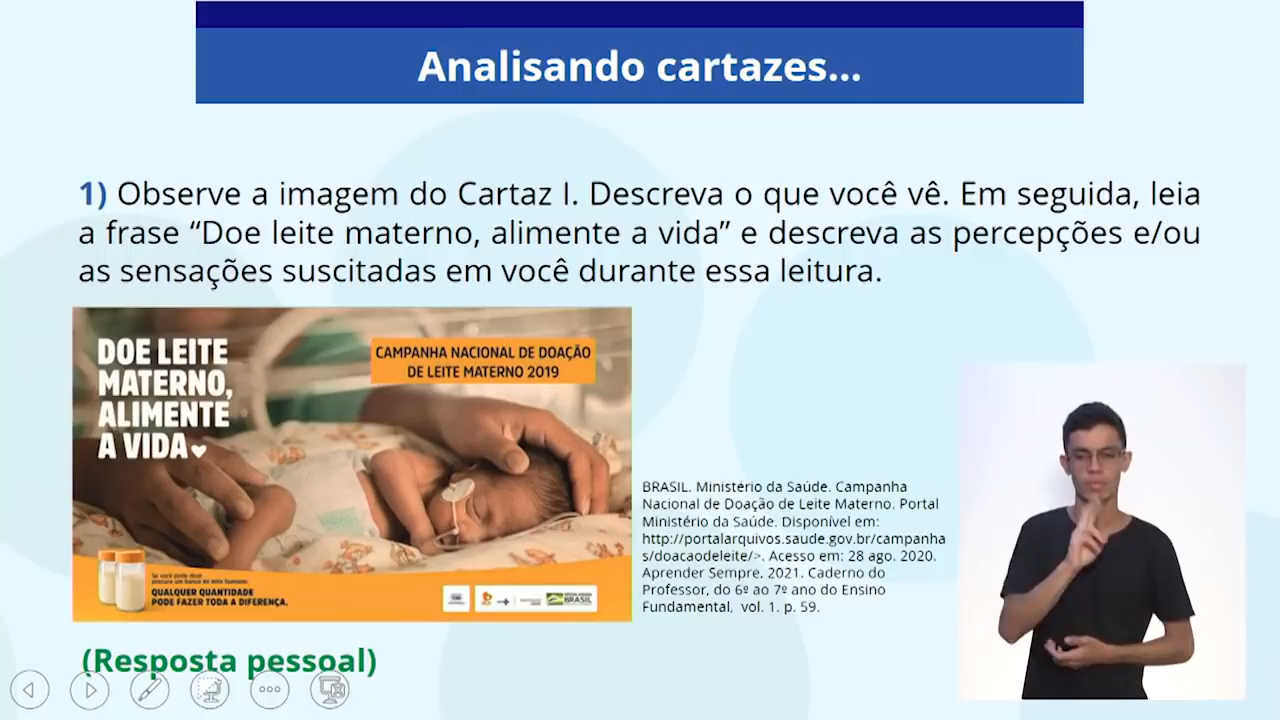 Analisando cartazes...
1) Observe a imagem do Cartaz I. Descreva o que você vê. Em seguida, leia
a frase “Doe leite materno, alimente a vida” e descreva as percepções e/ou
as sensações suscitadas em você durante essa leitura.
DOE LEITE
MATERNO,
ALIMENTE
A VIDA
CAMPANHA NACIONAL DE DOAÇÃO
DE LEITE MATERNO 2019
Se você pode doar,
procure um banco de leite humano.
QUALQUER QUANTIDADE
PODE FAZER TODA A DIFERENÇA.
BRASIL
BRASIL. Ministério da Saúde. Campanha
Nacional de Doação de Leite Materno. Portal
Ministério da Saúde. Disponível em:
http://portalarquivos.saude.gov.br/campanha
s/doacaodeleite/>. Acesso em: 28 ago. 2020.
Aprender Sempre, 2021. Caderno do
Professor, do 6º ao 7º ano do Ensino
Fundamental, vol. 1. p. 59.
(Resposta pessoal)